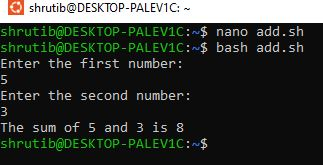 shrutib@DESKTOP-PALEV1C: ~
shrutib@DESKTOP-PALEV1C:~$ nano add.sh
shrutib@DESKTOP-PALEV1C:~$ bash add.sh
Enter the first number:
5
Enter the second number:
3
The sum of 5 and 3 is 8
shrutib@DESKTOP-PALEV1C:~$